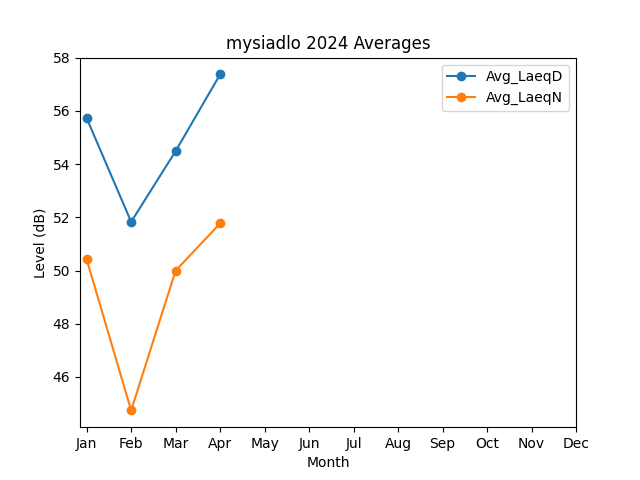 mysiadlo 2024 Averages
Avg_LaeqD
Avg_LaeqN
58
56
54
52
50
48
46
Level (dB)
Jan Feb Mar Apr May Jun Jul Aug Sep Oct Nov Dec
Month